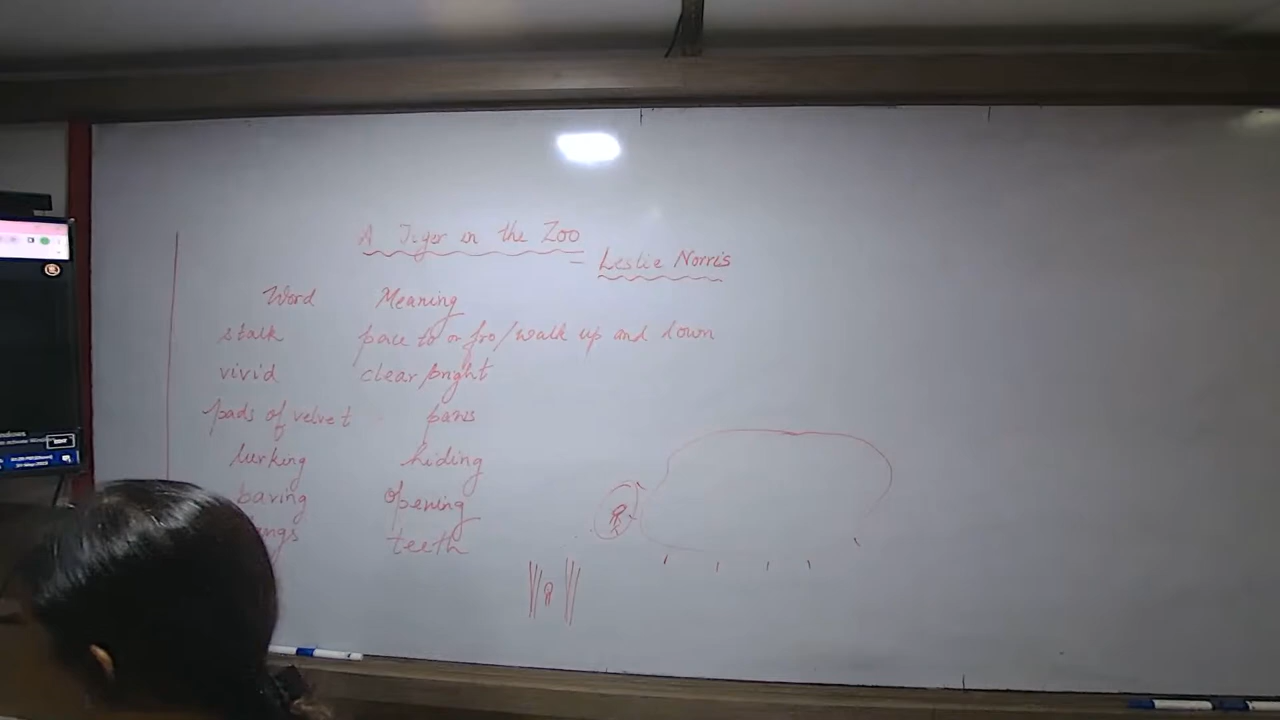 A Tiger in the Zoo
- Leslie Norris
Word Meaning
stalk pace to or fro/walk up and down
vivid clear/bright
pads of velvet paws
lurking hiding
baring opening
teeth